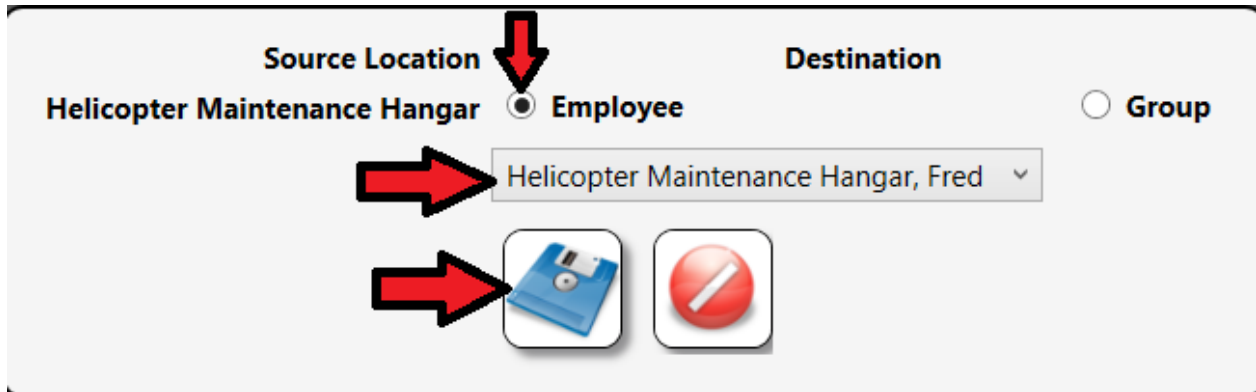 Source Location Destination
Helicopter Maintenance Hangar Employee Group
Helicopter Maintenance Hangar, Fred